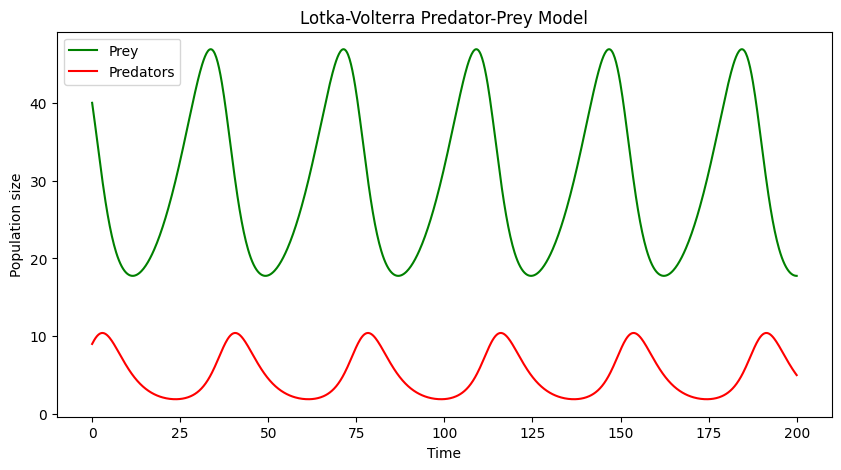 Lotka-Volterra Predator-Prey Model
Prey
Predators
Population size
40
30
20
10
0
0 25 50 75 100 125 150 175 200
Time